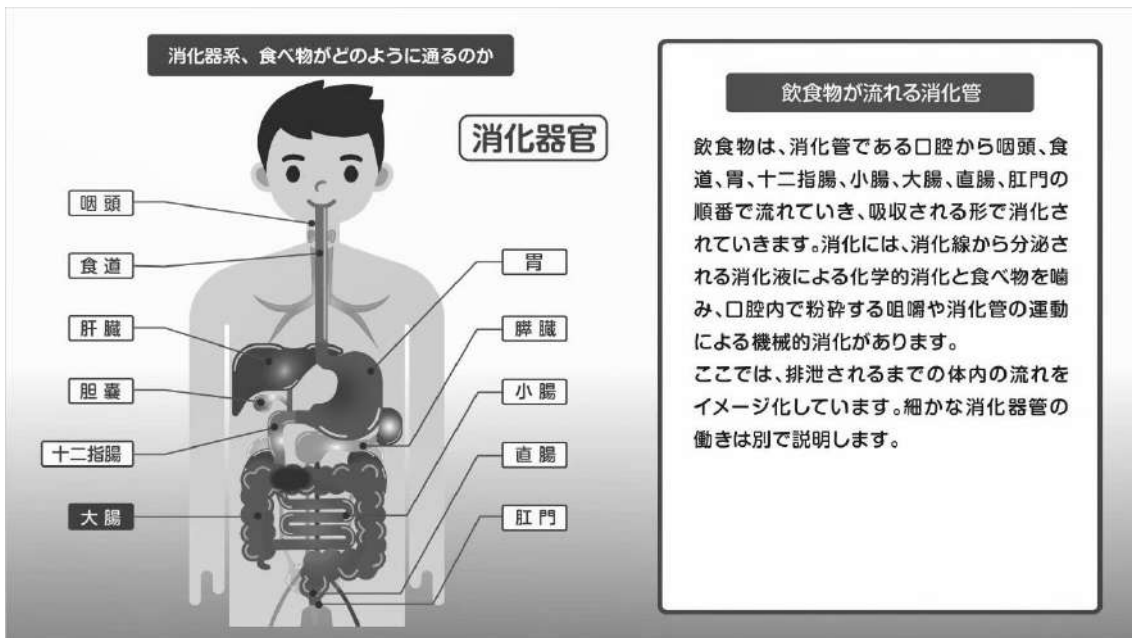 消化器系、食べ物がどのように通るのか
消化器官
咽頭
食道
肝臓
胆嚢
十二指腸
大腸
胃
膵臓
小腸
直腸
肛門
飲食物が流れる消化管
飲食物は、消化管である口腔から咽頭、食
道、胃、十二指腸、小腸、大腸、直腸、肛門の
順番で流れていき、吸収される形で消化さ
れていきます。消化には、消化線から分泌さ
れる消化液による化学的消化と食べ物を噛
み、口腔内で粉砕する咀嚼や消化管の運動
による機械的消化があります。
ここでは、排泄されるまでの体内の流れを
イメージ化しています。細かな消化器管の
働きは別で説明します。